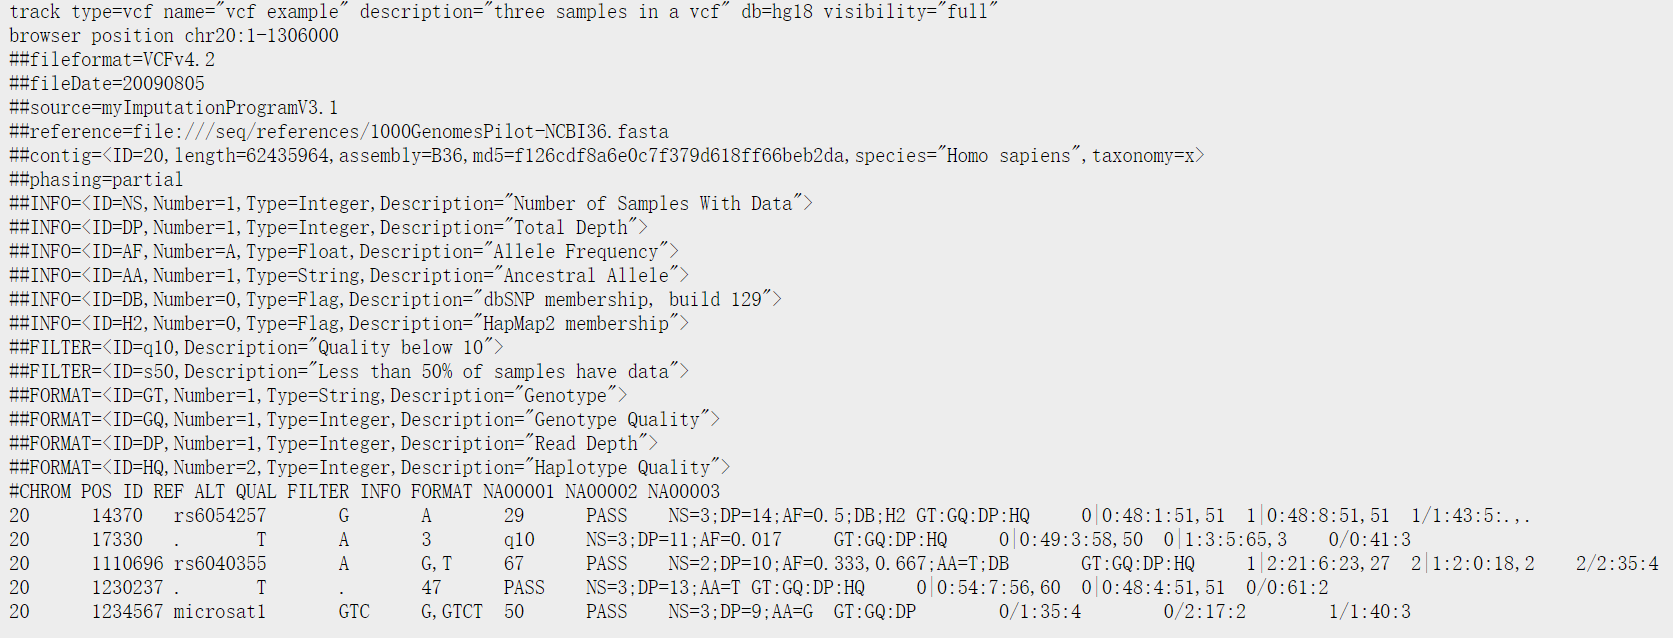 track type=vcf name="vcf example" description="three samples in a vcf" db=hg18 visibility="full"
browser position chr20:1-1306000
##fileformat=VCFv4.2
##fileDate=20090805
##source=myImputationProgramV3.1
##reference=file:///seq/references/1000GenomesPilot-NCBI36.fasta
##contig=<ID=20,length=62435964,assembly=B36,md5=f126cdf8a6e0c7f379d618ff66beb2da,species="Homo sapiens",taxonomy=x>
##phasing=partial
##INFO=<ID=NS,Number=1,Type=Integer,Description="Number of Samples With Data">
##INFO=<ID=DP,Number=1,Type=Integer,Description="Total Depth">
##INFO=<ID=AF,Number=A,Type=Float,Description="Allele Frequency">
##INFO=<ID=AA,Number=1,Type=String,Description="Ancestral Allele">
##INFO=<ID=DB,Number=0,Type=Flag,Description="dbSNP membership, build 129">
##INFO=<ID=H2,Number=0,Type=Flag,Description="HapMap2 membership">
##FILTER=<ID=q10,Description="Quality below 10">
##FILTER=<ID=s50,Description="Less than 50% of samples have data">
##FORMAT=<ID=GT,Number=1,Type=String,Description="Genotype">
##FORMAT=<ID=GQ,Number=1,Type=Integer,Description="Genotype Quality">
##FORMAT=<ID=DP,Number=1,Type=Integer,Description="Read Depth">
##FORMAT=<ID=HQ,Number=2,Type=Integer,Description="Haplotype Quality">
#CHROM POS ID REF ALT QUAL FILTER INFO FORMAT NA00001 NA00002 NA00003
20 14370 rs6054257 G A 29 PASS NS=3;DP=14;AF=0.5;DB;H2 GT:GQ:DP:HQ 0|0:48:1:51,51 1|0:48:8:51,51 1/1:43:5:.,.
20 17330 . T A 3 q10 NS=3;DP=11;AF=0.017 GT:GQ:DP:HQ 0|0:49:3:58,50 0|1:3:5:65,3 0/0:41:3
20 1110696 rs6040355 A G,T 67 PASS NS=2;DP=10;AF=0.333,0.667;AA=T;DB GT:GQ:DP:HQ 1|2:21:6:23,27 2|1:2:0:18,2 2/2:35:4
20 1230237 . T . 47 PASS NS=3;DP=13;AA=T GT:GQ:DP:HQ 0|0:54:7:56,60 0|0:48:4:51,51 0/0:61:2
20 1234567 microsat1 GTC G,GTCT 50 PASS NS=3;DP=9;AA=G GT:GQ:DP 0/1:35:4 0/2:17:2 1/1:40:3